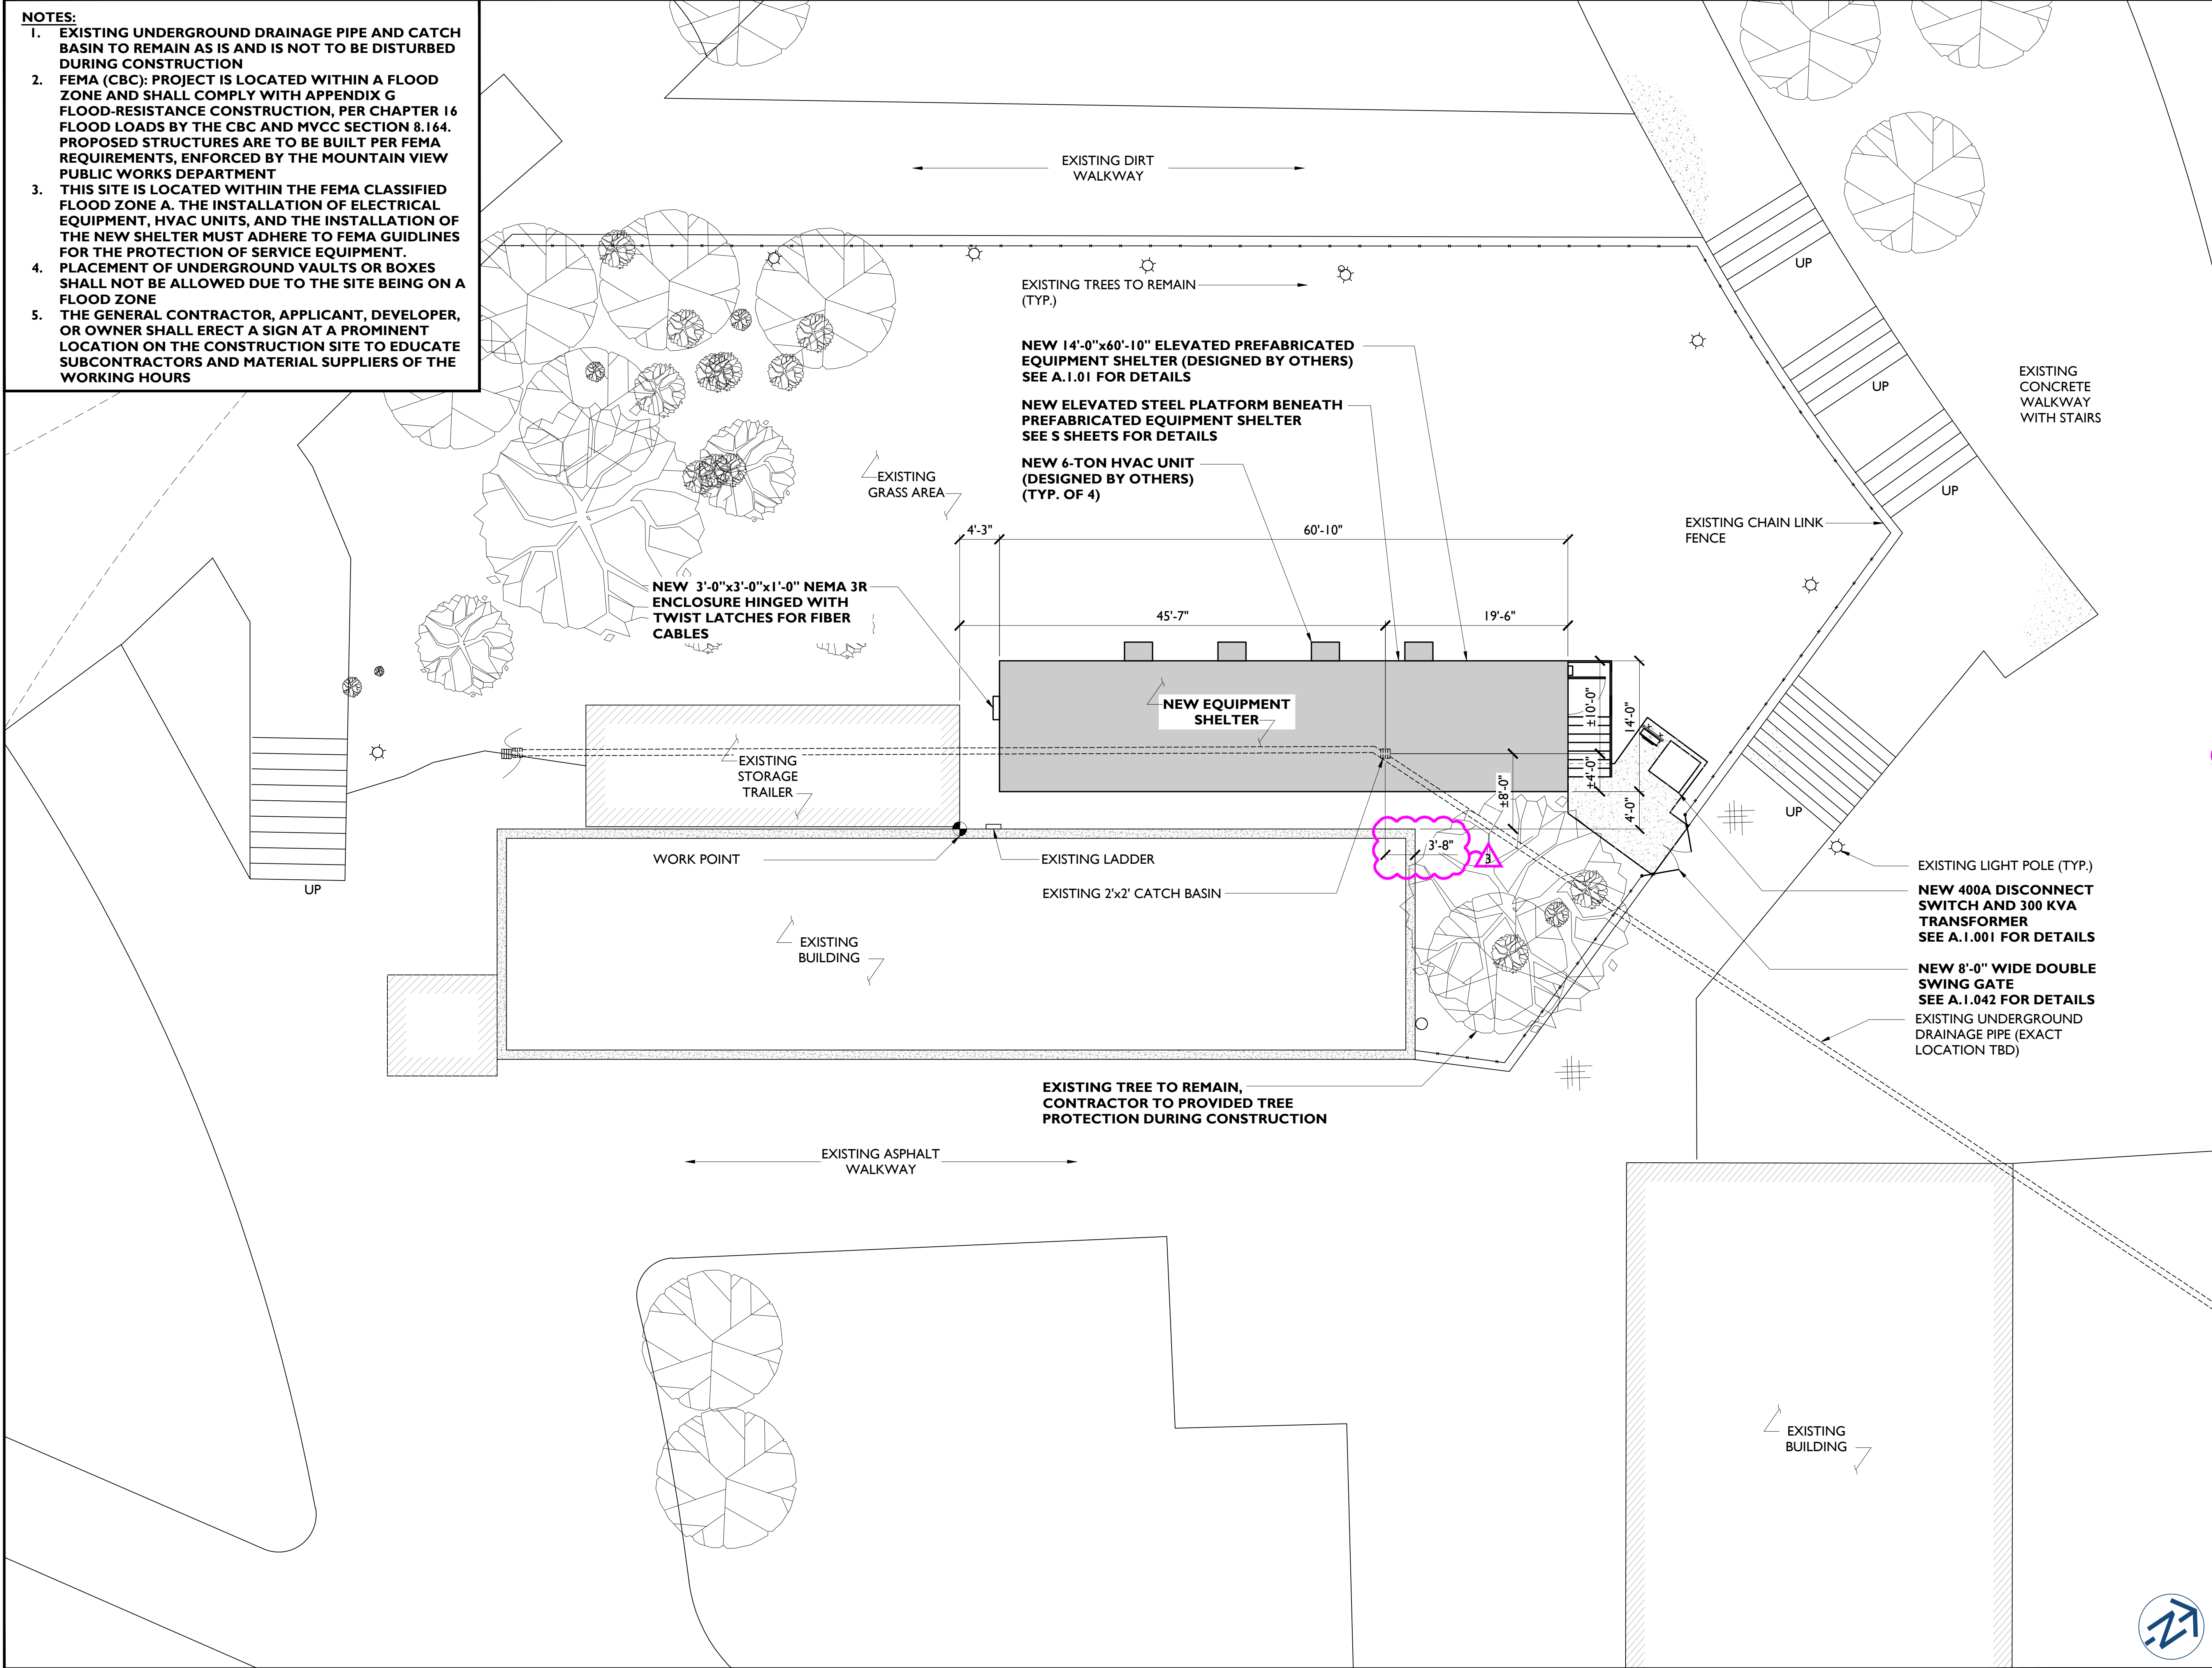 NOTES:
1. EXISTING UNDERGROUND DRAINAGE PIPE AND CATCH
BASIN TO REMAIN AS IS AND IS NOT TO BE DISTURBED
DURING CONSTRUCTION
2. FEMA (CBC): PROJECT IS LOCATED WITHIN A FLOOD
ZONE AND SHALL COMPLY WITH APPENDIX G
FLOOD-RESISTANCE CONSTRUCTION, PER CHAPTER 16
FLOOD LOADS BY THE CBC AND MVCC SECTION 8.164.
PROPOSED STRUCTURES ARE TO BE BUILT PER FEMA
REQUIREMENTS, ENFORCED BY THE MOUNTAIN VIEW
PUBLIC WORKS DEPARTMENT
3. THIS SITE IS LOCATED WITHIN THE FEMA CLASSIFIED
FLOOD ZONE A. THE INSTALLATION OF ELECTRICAL
EQUIPMENT, HVAC UNITS, AND THE INSTALLATION OF
THE NEW SHELTER MUST ADHERE TO FEMA GUIDLINES
FOR THE PROTECTION OF SERVICE EQUIPMENT.
4. PLACEMENT OF UNDERGROUND VAULTS OR BOXES
SHALL NOT BE ALLOWED DUE TO THE SITE BEING ON A
FLOOD ZONE
5. THE GENERAL CONTRACTOR, APPLICANT, DEVELOPER,
OR OWNER SHALL ERECT A SIGN AT A PROMINENT
LOCATION ON THE CONSTRUCTION SITE TO EDUCATE
SUBCONTRACTORS AND MATERIAL SUPPLIERS OF THE
WORKING HOURS
EXISTING DIRT
WALKWAY
UP
EXISTING TREES TO REMAIN
(TYP.)
NEW 14'-0"x60'-10" ELEVATED PREFABRICATED
EQUIPMENT SHELTER (DESIGNED BY OTHERS)
SEE A.1.01 FOR DETAILS
NEW ELEVATED STEEL PLATFORM BENEATH
PREFABRICATED EQUIPMENT SHELTER
SEE S SHEETS FOR DETAILS
NEW 6-TON HVAC UNIT
(DESIGNED BY OTHERS)
(TYP. OF 4)
UP
EXISTING
CONCRETE
WALKWAY
WITH STAIRS
UP
EXISTING
GRASS AREA
EXISTING CHAIN LINK
FENCE
4'-3"
60'-10"
NEW 3'-0"x3'-0"x1'-0" NEMA 3R
ENCLOSURE HINGED WITH
TWIST LATCHES FOR FIBER
CABLES
45'-7"
19'-6"
NEW EQUIPMENT
SHELTER
±10'-0"
14'-0"
EXISTING
STORAGE
TRAILER
±8'-0"
±4'-0"
4'-0"
UP
WORK POINT
EXISTING LADDER
3'-8"
3
EXISTING 2'x2' CATCH BASIN
UP
EXISTING LIGHT POLE (TYP.)
NEW 400A DISCONNECT
SWITCH AND 300 KVA
TRANSFORMER
SEE A.1.001 FOR DETAILS
NEW 8'-0" WIDE DOUBLE
SWING GATE
SEE A.1.042 FOR DETAILS
EXISTING UNDERGROUND
DRAINAGE PIPE (EXACT
LOCATION TBD)
EXISTING
BUILDING
EXISTING TREE TO REMAIN,
CONTRACTOR TO PROVIDED TREE
PROTECTION DURING CONSTRUCTION
EXISTING ASPHALT
WALKWAY
EXISTING
BUILDING
N